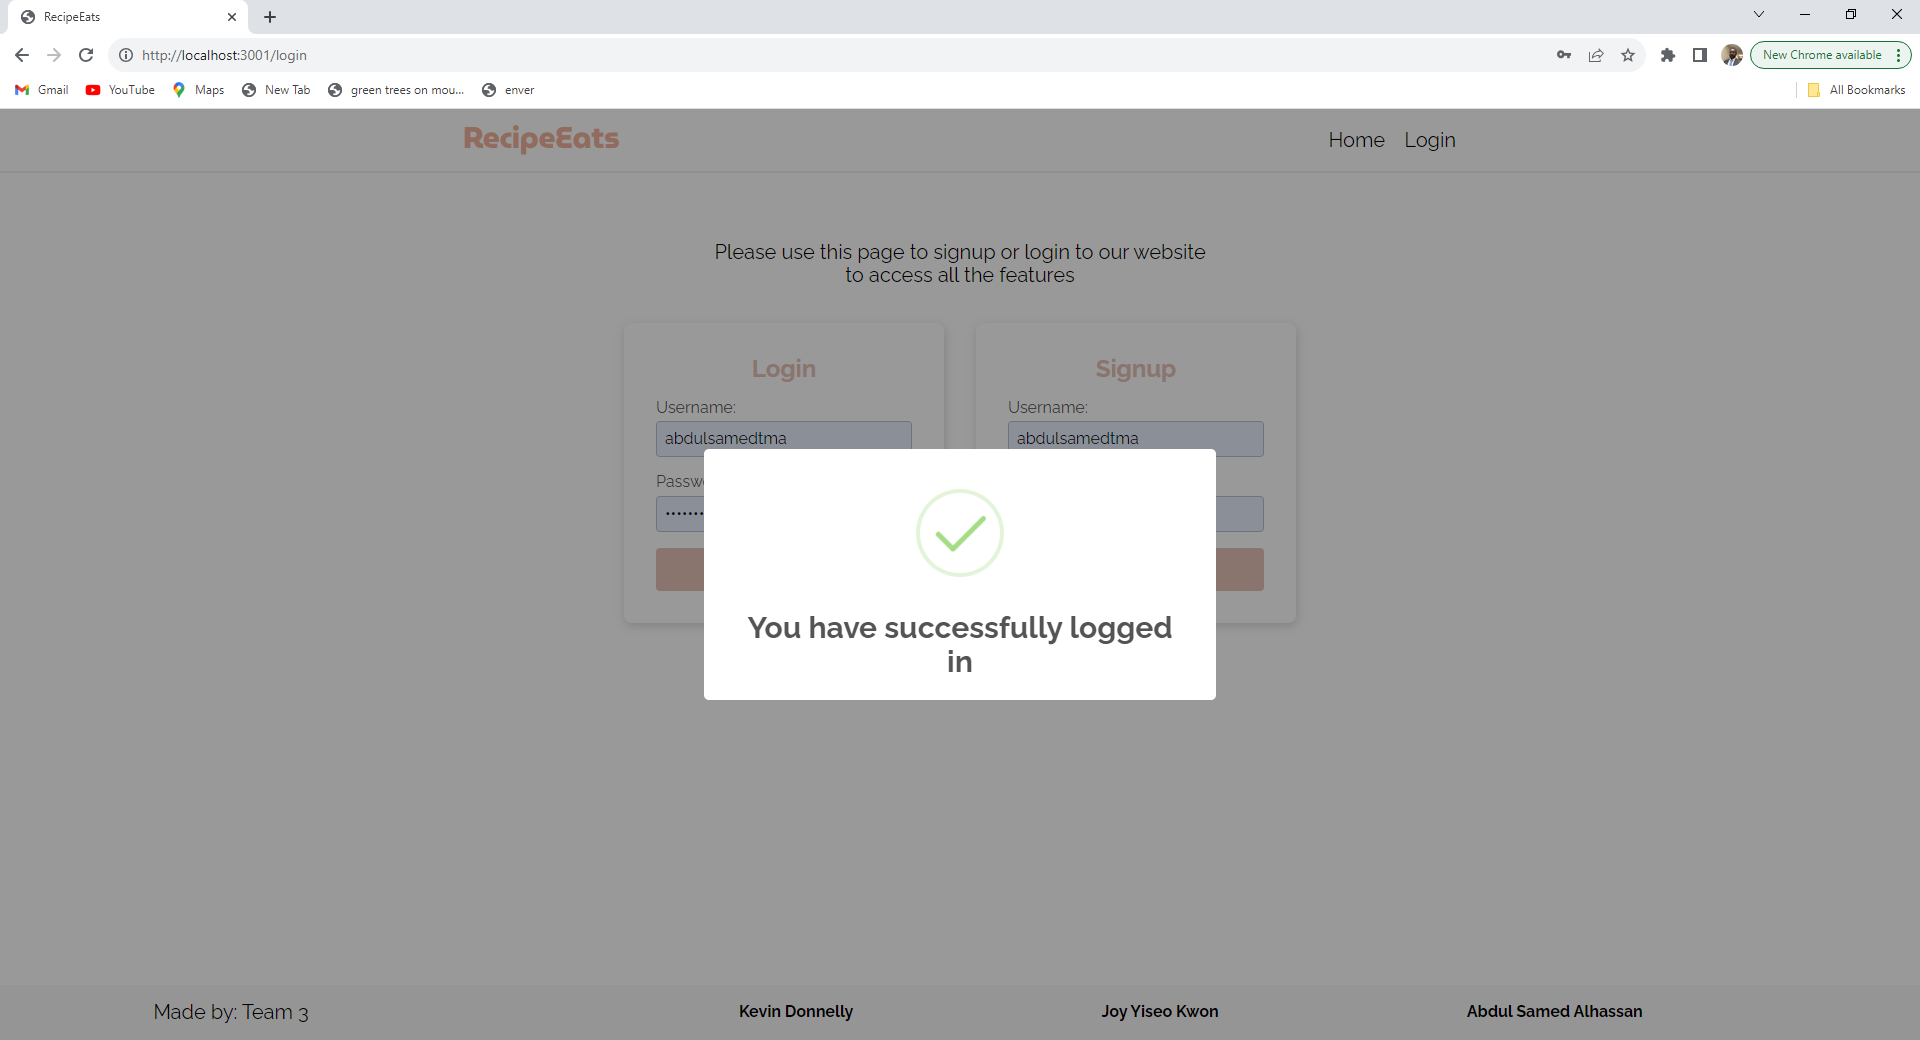 RecipeEats
http://localhost:3001/login
New Chrome available
Gmail
YouTube
Maps
New Tab
green trees on mou...
enver
All Bookmarks
RecipeEats
Home
Login
Please use this page to signup or login to our website
to access all the features
Login
Signup
Username:
Username:
abdulsamedtma
abdulsamedtma
You have successfully logged
in
Made by: Team 3
Kevin Donnelly
Joy Yiseo Kwon
Abdul Samed Alhassan